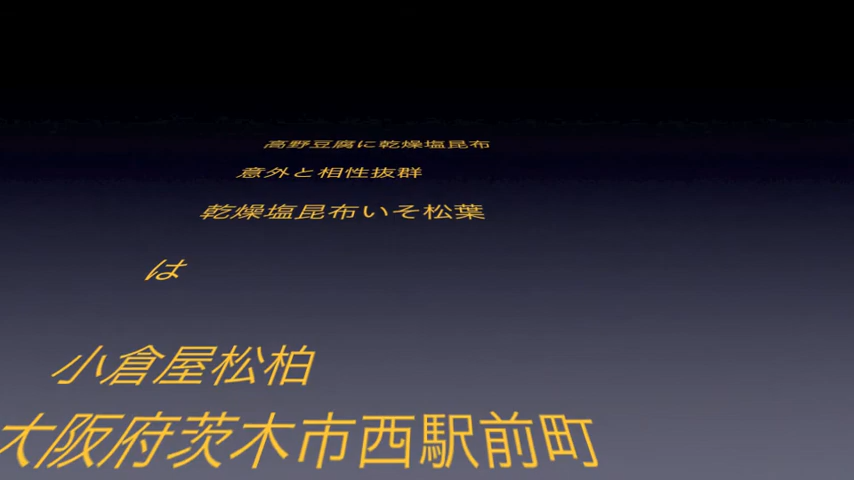 高野豆腐に乾燥塩昆布
意外と相性抜群
乾燥塩昆布いそ松葉
は
小倉屋松柏
大阪府茨木市西駅前町